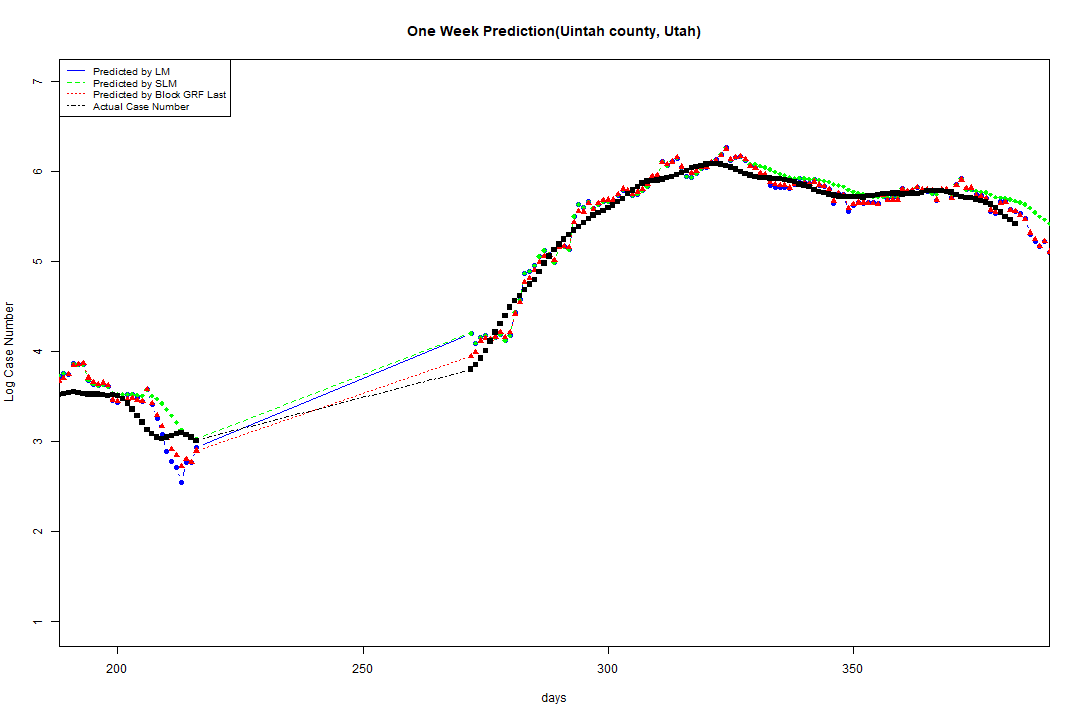 One Week Prediction(Uintah county, Utah)
Predicted by LM
Predicted by SLM
Predicted by Block GRF Last
Actual Case Number
7
6
5
4
3
2
1
Log Case Number
200 250 300 350
days